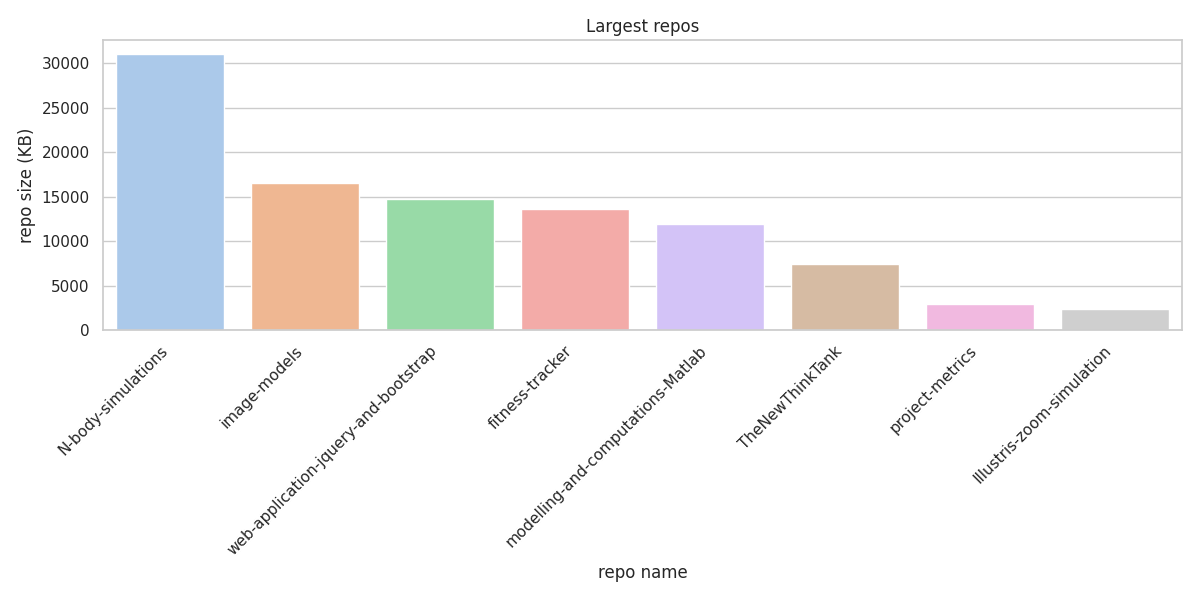 Largest repos
repo size (KB)
30000
25000
20000
15000
10000
5000
0
N-body-simulations
image-models
web-application-jquery-and-bootstrap
fitness-tracker
modelling-and-computations-Matlab
TheNewThinkTank
project-metrics
Illustris-zoom-simulation
repo name